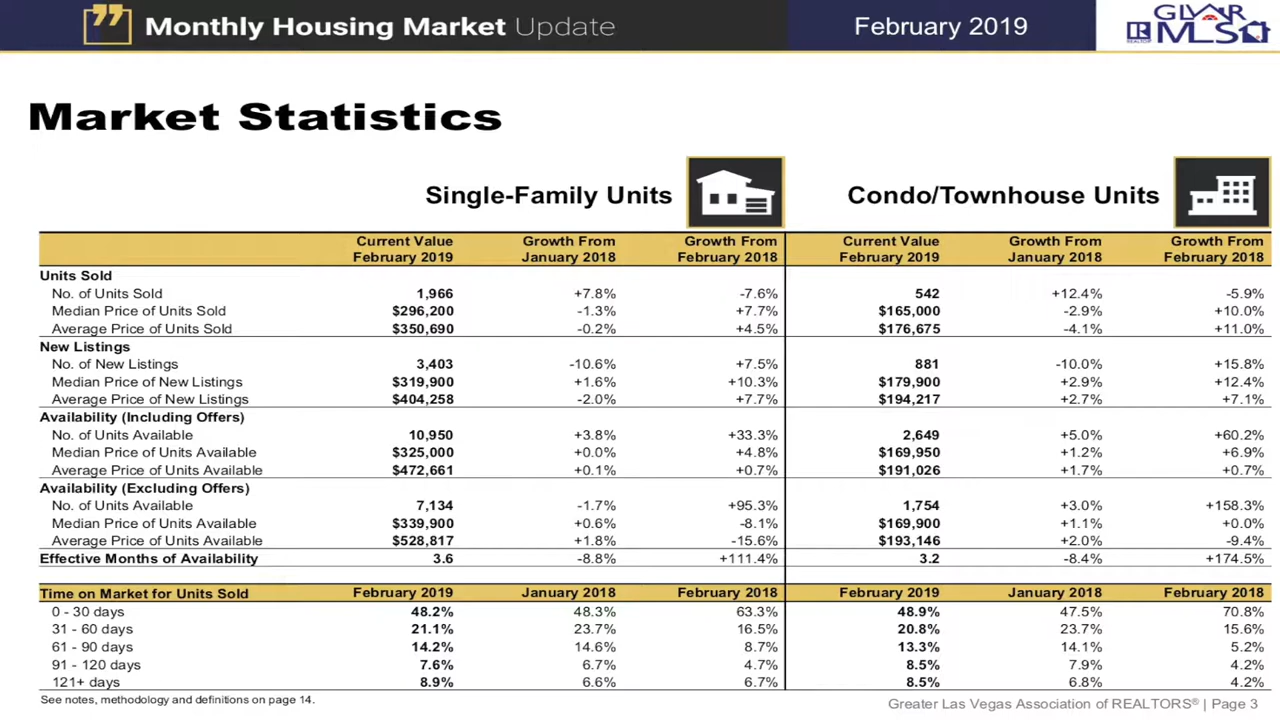 Monthly Housing Market Update
February 2019
GLVAR
REALTOR
MLS
Market Statistics
Single-Family Units
Condo/Townhouse Units
Current Value Growth From Growth From Current Value Growth From Growth From
February 2019 January 2018 February 2018 February 2019 January 2018 February 2018
Units Sold
No. of Units Sold 1,966 +7.8% -7.6% 542 +12.4% -5.9%
Median Price of Units Sold $296,200 -1.3% +7.7% $165,000 -2.9% +10.0%
Average Price of Units Sold $350,690 -0.2% +4.5% $176,675 -4.1% +11.0%
New Listings
No. of New Listings 3,403 -10.6% +7.5% 881 -10.0% +15.8%
Median Price of New Listings $319,900 +1.6% +10.3% $179,900 +2.9% +12.4%
Average Price of New Listings $404,258 -2.0% +7.7% $194,217 +2.7% +7.1%
Availability (Including Offers)
No. of Units Available 10,950 +3.8% +33.3% 2,649 +5.0% +60.2%
Median Price of Units Available $325,000 +0.0% +4.8% $169,950 +1.2% +6.9%
Average Price of Units Available $472,661 +0.1% +0.7% $191,026 +1.7% +0.7%
Availability (Excluding Offers)
No. of Units Available 7,134 -1.7% +95.3% 1,754 +3.0% +158.3%
Median Price of Units Available $339,900 +0.6% -8.1% $169,900 +1.1% +0.0%
Average Price of Units Available $528,817 +1.8% -15.6% $193,146 +2.0% -9.4%
Effective Months of Availability 3.6 -8.8% +111.4% 3.2 -8.4% +174.5%
Time on Market for Units Sold February 2019 January 2018 February 2018 February 2019 January 2018 February 2018
0 - 30 days 48.2% 48.3% 63.3% 48.9% 47.5% 70.8%
31 - 60 days 21.1% 23.7% 16.5% 20.8% 23.7% 15.6%
61 - 90 days 14.2% 14.6% 8.7% 13.3% 14.1% 5.2%
91 - 120 days 7.6% 6.7% 4.7% 8.5% 7.9% 4.2%
121+ days 8.9% 6.6% 6.7% 8.5% 6.8% 4.2%
See notes, methodology and definitions on page 14.
Greater Las Vegas Association of REALTORS® | Page 3